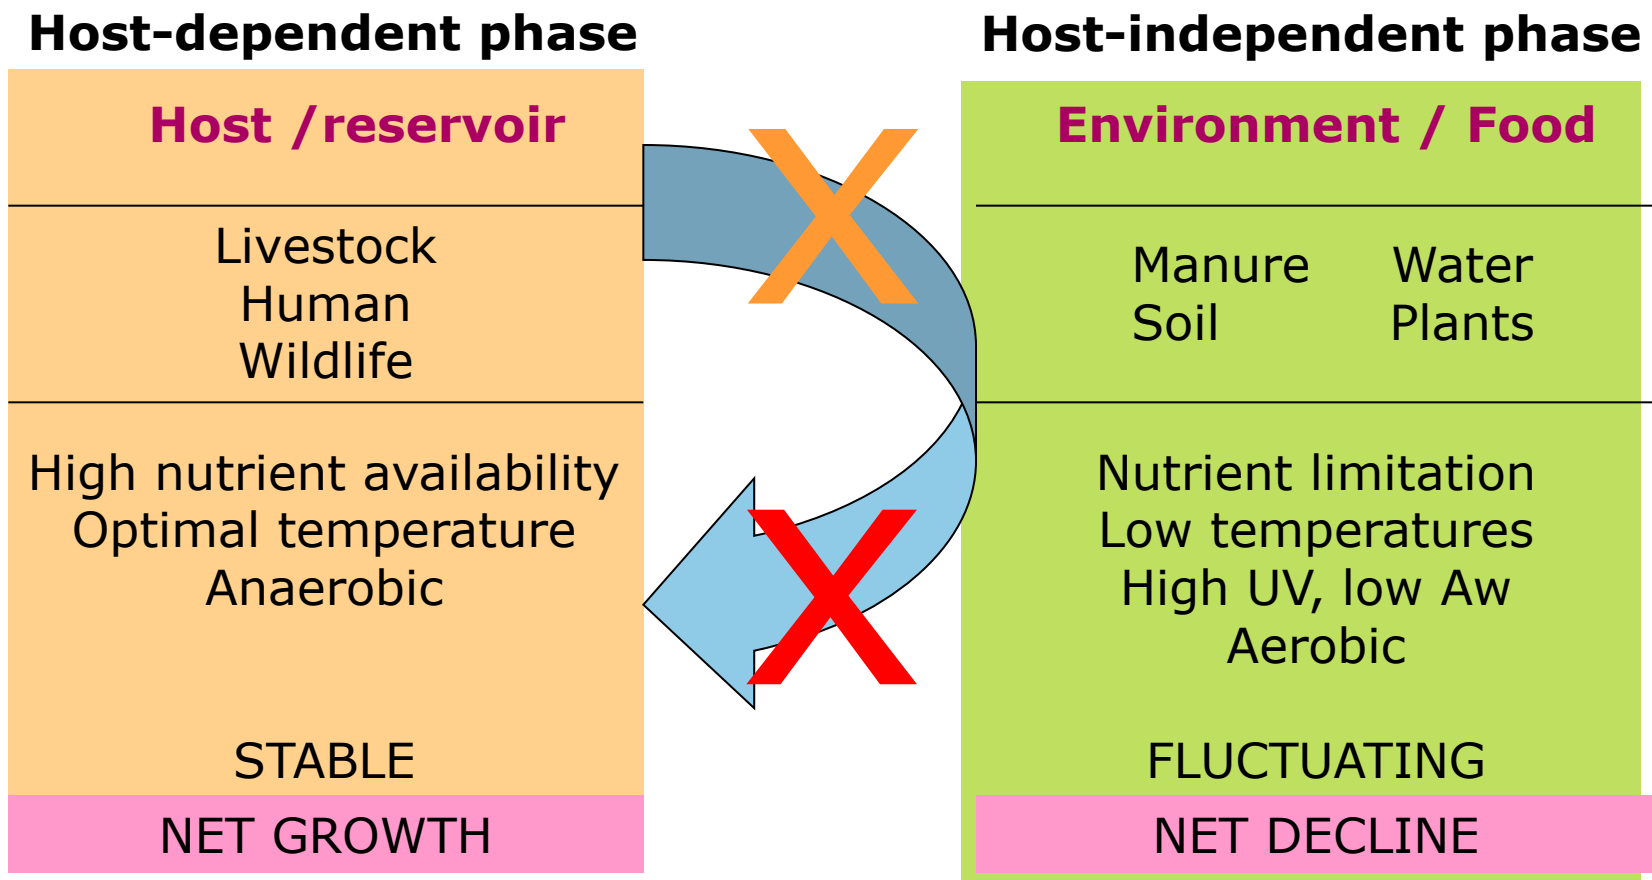 Host-dependent phase
Host /reservoir
Livestock
Human
Wildlife
High nutrient availability
Optimal temperature
Anaerobic
STABLE
NET GROWTH
X
X
Host-independent phase
Environment / Food
Manure Water
Soil Plants
Nutrient limitation
Low temperatures
High UV, low Aw
Aerobic
FLUCTUATING
NET DECLINE